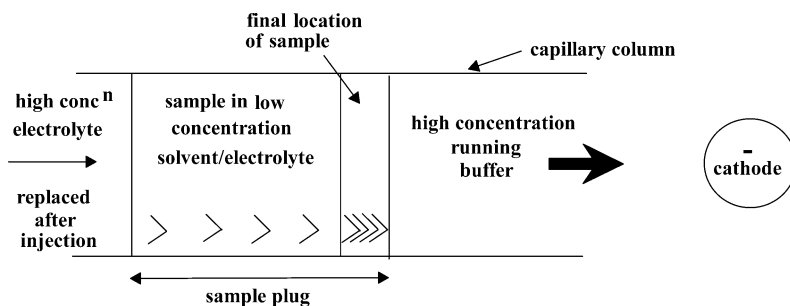 final location
of sample
capillary column
high concⁿ
electrolyte
sample in low
concentration
solvent/electrolyte
high concentration
running
buffer
-
cathode
replaced
after
injection
sample plug